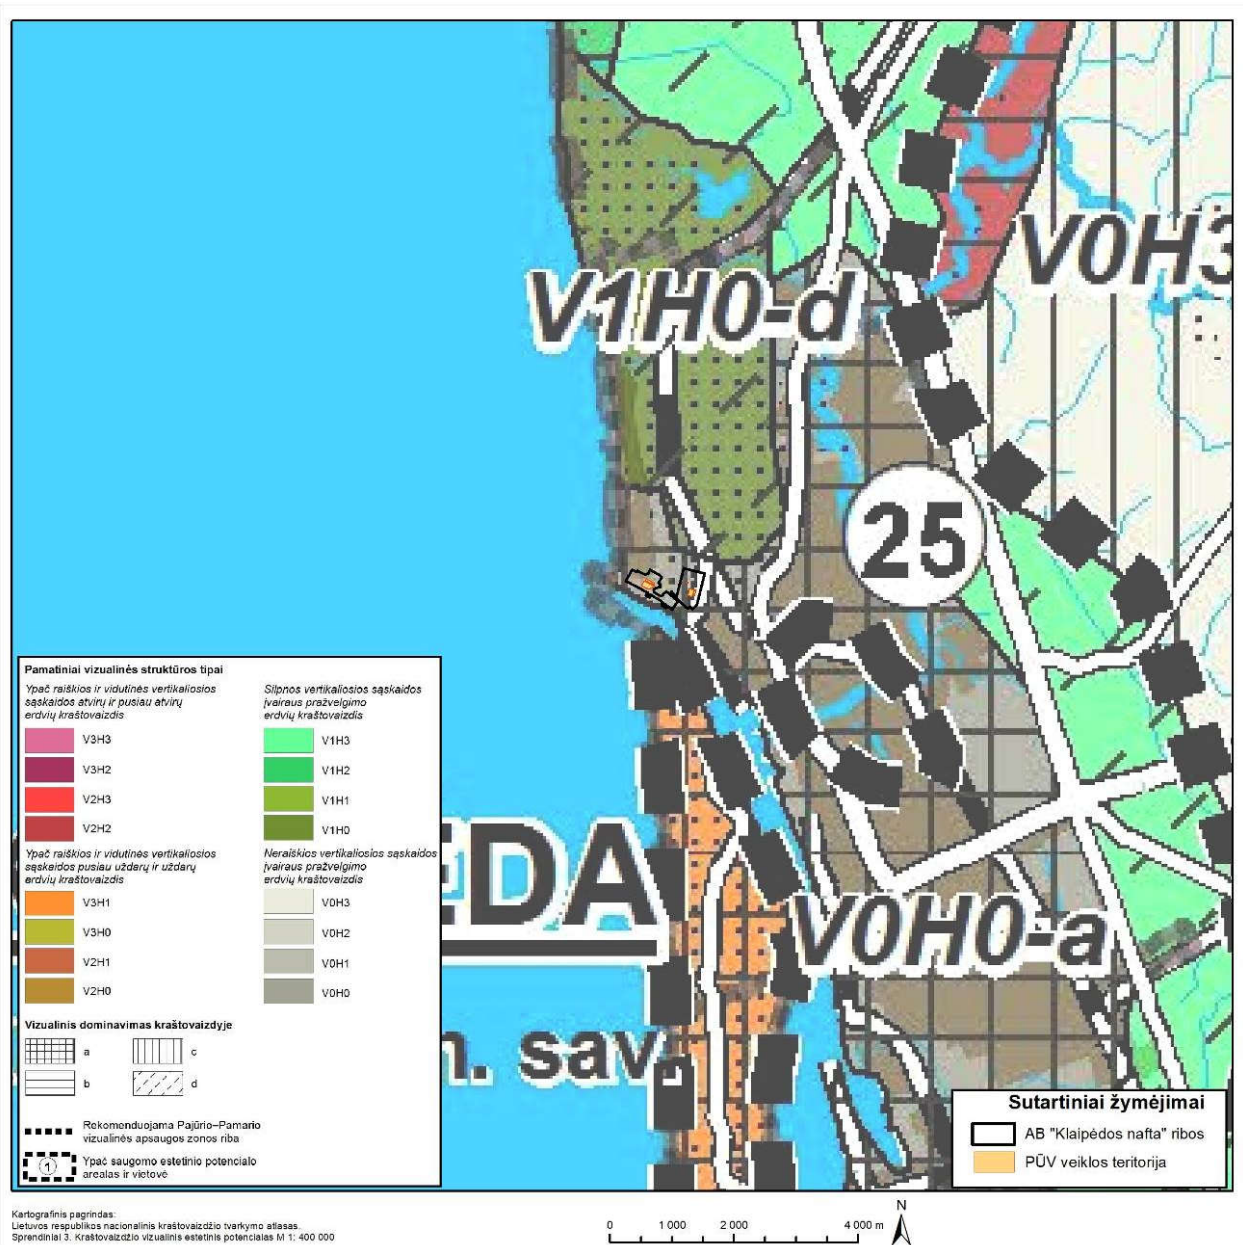 V0H3
V1H0-d
25
EDA
V0H0-a
n. sav.
Pamatiniai vizualinės struktūros tipai
Ypač raiškios ir vidutinės vertikaliosios
sąskaidos atvirų ir pusiau atvirų
erdvių kraštovaizdis
V3H3
V3H2
V2H3
V2H2
Silpnos vertikaliosios sąskaidos
įvairaus pražvelgimo
erdvių kraštovaizdis
V1H3
V1H2
V1H1
V1H0
Ypač raiškios ir vidutinės vertikaliosios
sąskaidos pusiau uždarų ir uždarų
erdvių kraštovaizdis
V3H1
V3H0
V2H1
V2H0
Neraiškios vertikaliosios sąskaidos
įvairaus pražvelgimo
erdvių kraštovaizdis
V0H3
V0H2
V0H1
V0H0
Vizualinis dominavimas kraštovaizdyje
a
c
b
d
Rekomenduojama Pajūrio–Pamario
vizualinės apsaugos zonos riba
1
Ypač saugomo estetinio potencialo
arealas ir vietovė
Sutartiniai žymėjimai
AB "Klaipėdos nafta" ribos
PŪV veiklos teritorija
Kartografinis pagrindas:
Lietuvos respublikos nacionalinis kraštovaizdžio tvarkymo atlasas.
Sprendiniai 3. Kraštovaizdžio vizualinis estetinis potencialas M 1: 400 000
0 1 000 2 000 4 000 m
N